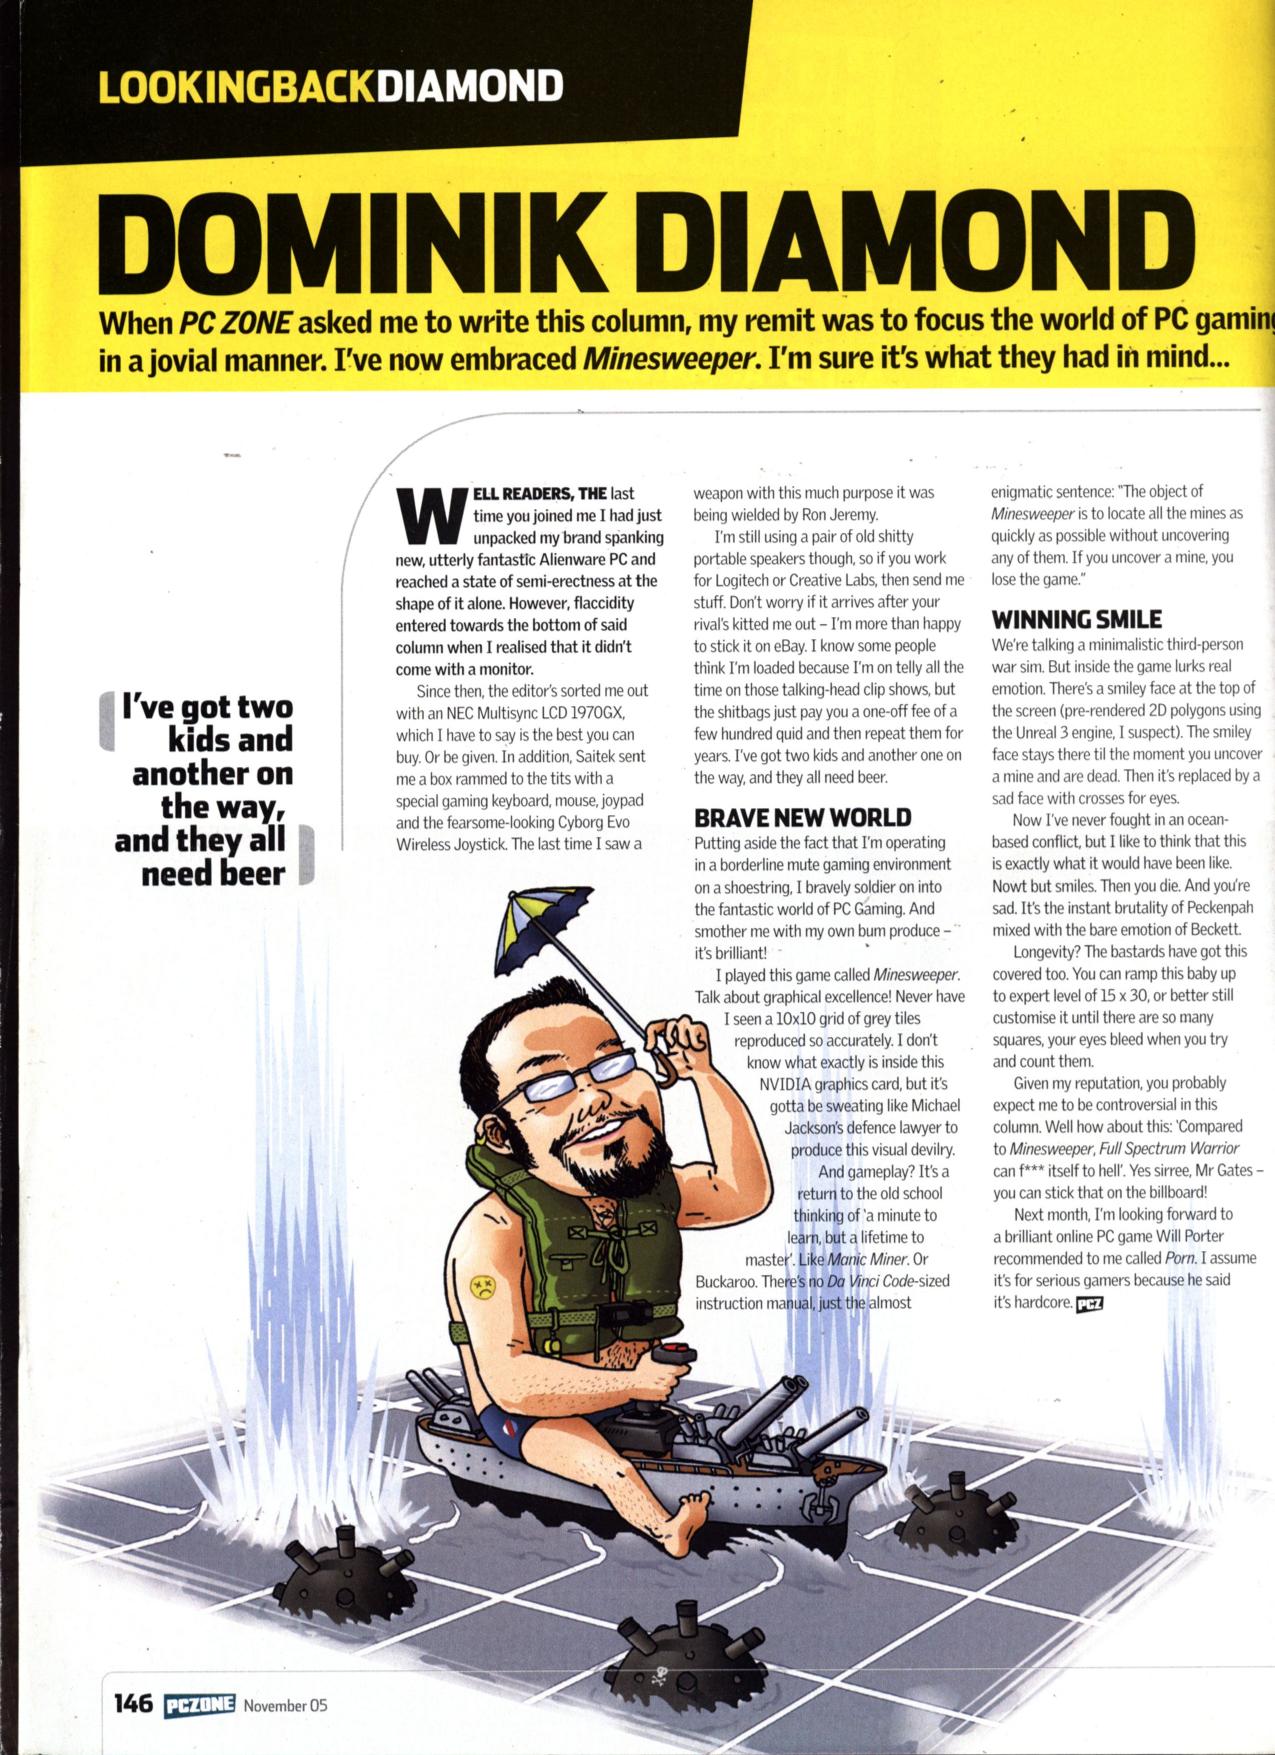 LOOKINGBACKDIAMOND
DOMINIK DIAMOND
When PC ZONE asked me to write this column, my remit was to focus the world of PC gaming
in a jovial manner. I've now embraced Minesweeper. I'm sure it's what they had in mind...
I've got two
kids and
another on
the way,
and they all
need beer
WELL READERS, THE last
time you joined me I had just
unpacked my brand spanking
new, utterly fantastic Alienware PC and
reached a state of semi-erectness at the
shape of it alone. However, flaccidity
entered towards the bottom of said
column when I realised that it didn't
come with a monitor.
Since then, the editor's sorted me out
with an NEC Multisync LCD 1970GX,
which I have to say is the best you can
buy. Or be given. In addition, Saitek sent
me a box rammed to the tits with a
special gaming keyboard, mouse, joypad
and the fearsome-looking Cyborg Evo
Wireless Joystick. The last time I saw a
weapon with this much purpose it was
being wielded by Ron Jeremy.
I'm still using a pair of old shitty
portable speakers though, so if you work
for Logitech or Creative Labs, then send me
stuff. Don't worry if it arrives after your
rival's kitted me out – I'm more than happy
to stick it on eBay. I know some people
think I'm loaded because I'm on telly all the
time on those talking-head clip shows, but
the shitbags just pay you a one-off fee of a
few hundred quid and then repeat them for
years. I've got two kids and another one on
the way, and they all need beer.
BRAVE NEW WORLD
Putting aside the fact that I'm operating
in a borderline mute gaming environment
on a shoestring, I bravely soldier on into
the fantastic world of PC Gaming. And
smother me with my own bum produce –
it's brilliant!
I played this game called Minesweeper.
Talk about graphical excellence! Never have
I seen a 10x10 grid of grey tiles
reproduced so accurately. I don't
know what exactly is inside this
NVIDIA graphics card, but it's
gotta be sweating like Michael
Jackson's defence lawyer to
produce this visual devilry.
And gameplay? It's a
return to the old school
thinking of 'a minute to
learn, but a lifetime to
master'. Like Manic Miner. Or
Buckaroo. There's no Da Vinci Code-sized
instruction manual, just the almost
enigmatic sentence: "The object of
Minesweeper is to locate all the mines as
quickly as possible without uncovering
any of them. If you uncover a mine, you
lose the game."
WINNING SMILE
We're talking a minimalistic third-person
war sim. But inside the game lurks real
emotion. There's a smiley face at the top of
the screen (pre-rendered 2D polygons using
the Unreal 3 engine, I suspect). The smiley
face stays there til the moment you uncover
a mine and are dead. Then it's replaced by a
sad face with crosses for eyes.
Now I've never fought in an ocean-
based conflict, but I like to think that this
is exactly what it would have been like.
Nowt but smiles. Then you die. And you're
sad. It's the instant brutality of Peckenpah
mixed with the bare emotion of Beckett.
Longevity? The bastards have got this
covered too. You can ramp this baby up
to expert level of 15 x 30, or better still
customise it until there are so many
squares, your eyes bleed when you try
and count them.
Given my reputation, you probably
expect me to be controversial in this
column. Well how about this: 'Compared
to Minesweeper, Full Spectrum Warrior
can f*** itself to hell'. Yes sirree, Mr Gates –
you can stick that on the billboard!
Next month, I'm looking forward to
a brilliant online PC game Will Porter
recommended to me called Porn. I assume
it's for serious gamers because he said
it's hardcore. PCZ
146 PCZONE November 05